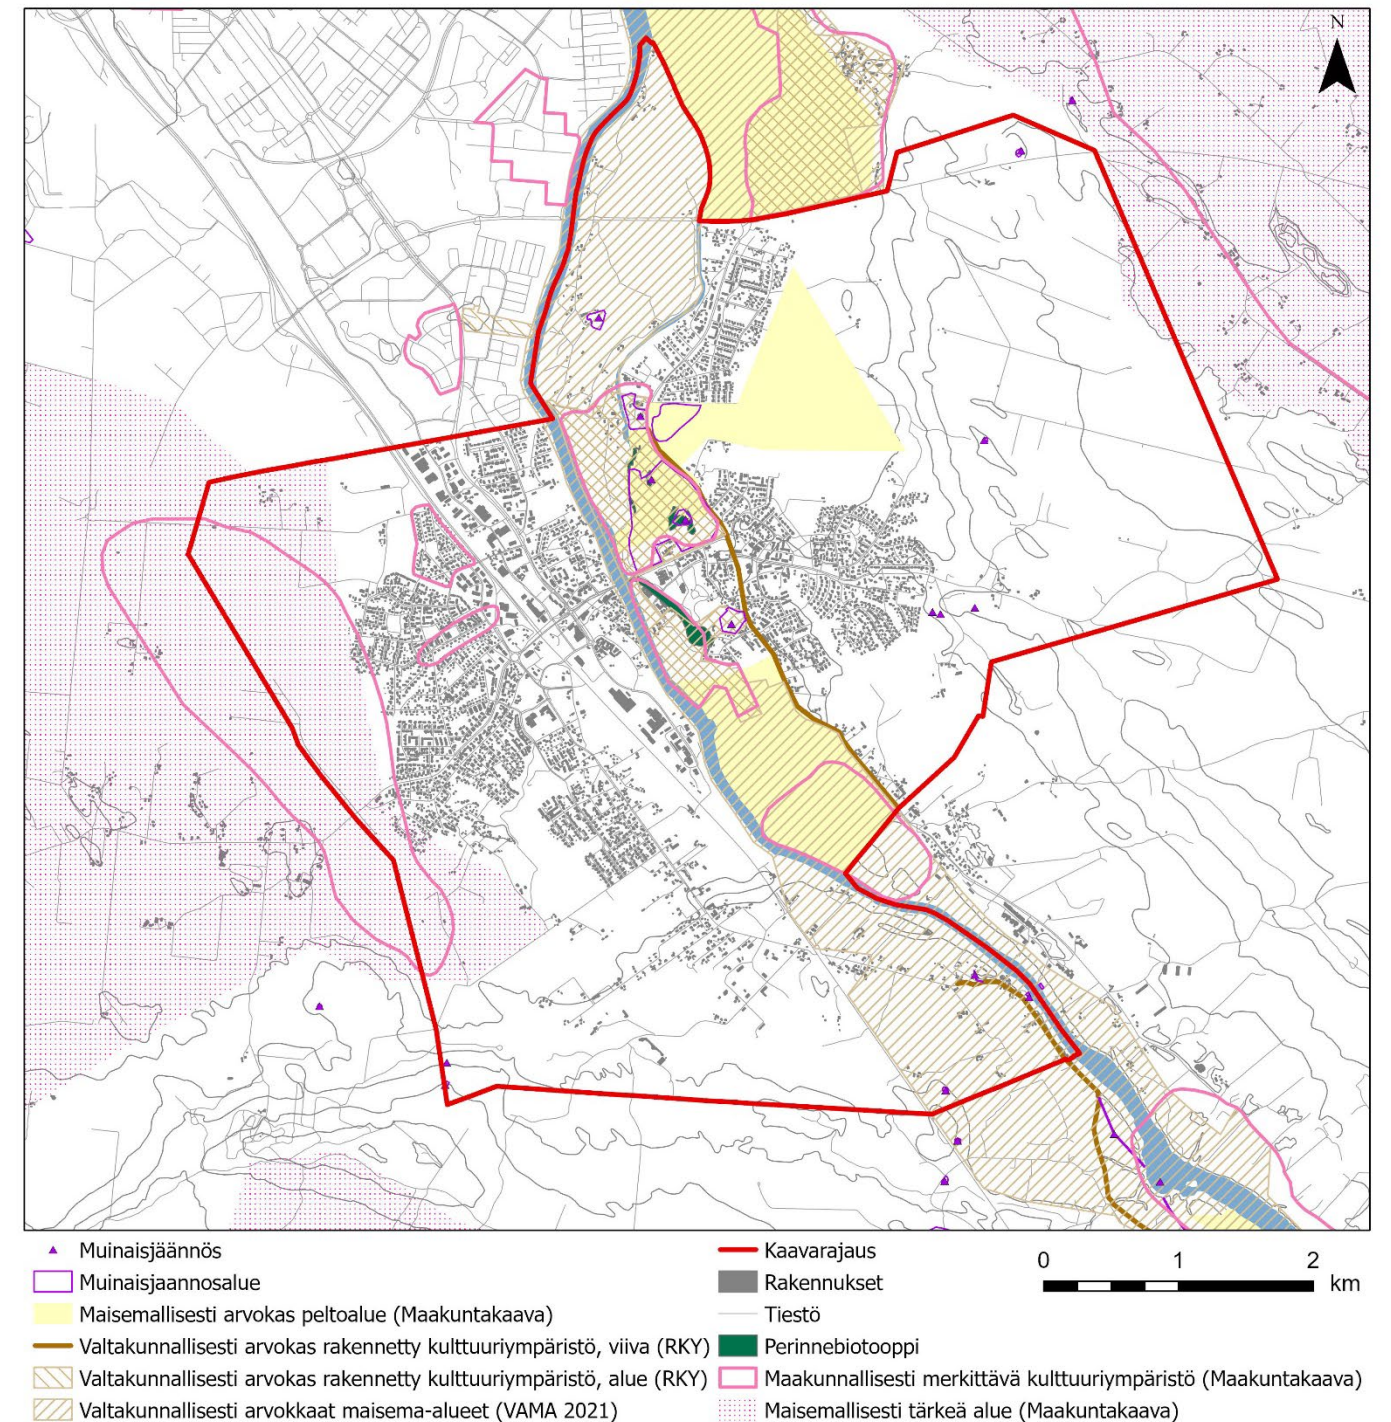 N
Muinaisjäännös
Muinaisjaannosalue
Maisemallisesti arvokas peltoalue (Maakuntakaava)
Valtakunnallisesti arvokas rakennettu kulttuuriympäristö, viiva (RKY)
Valtakunnallisesti arvokas rakennettu kulttuuriympäristö, alue (RKY)
Valtakunnallisesti arvokkaat maisema-alueet (VAMA 2021)
Kaavarajaus
Rakennukset
Tiestö
Perinnebiotooppi
Maakunnallisesti merkittävä kulttuuriympäristö (Maakuntakaava)
Maisemallisesti tärkeä alue (Maakuntakaava)
0 1 2
km